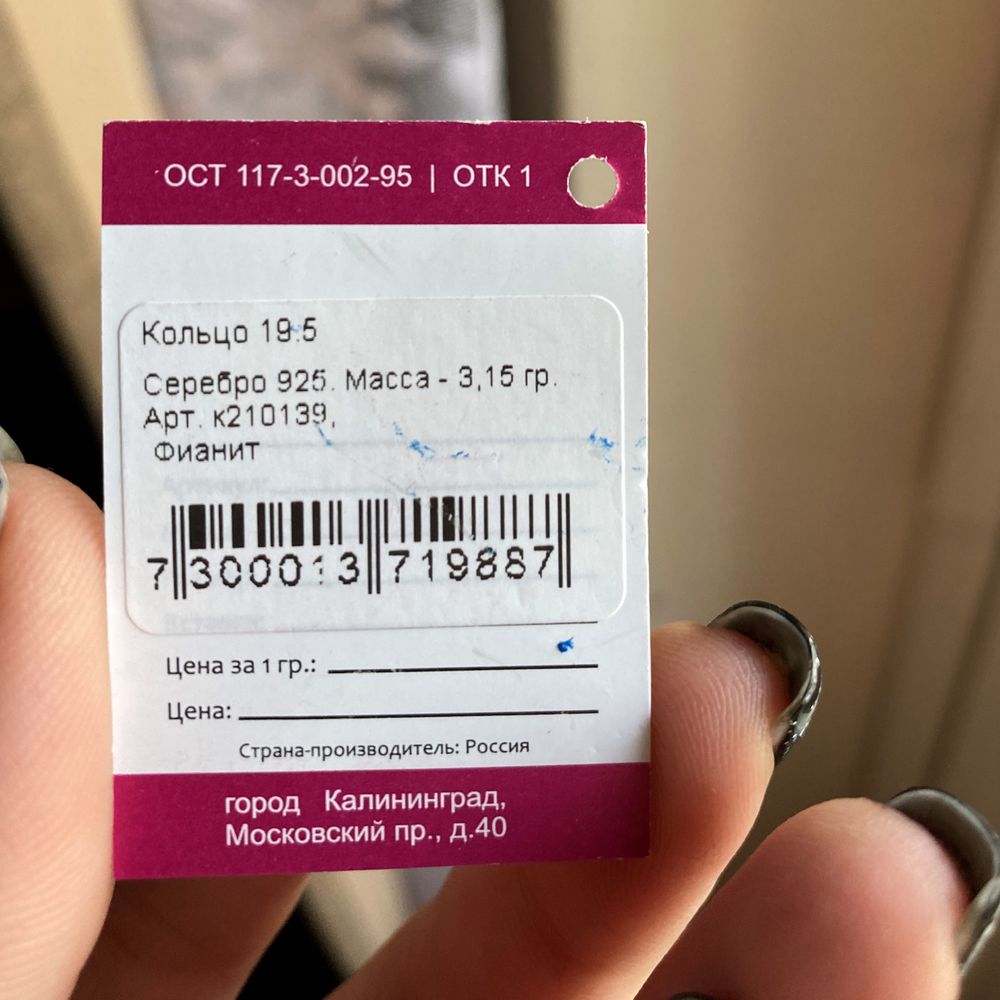 ОСТ 117-3-002-95 | ОТК 1
Кольцо 19.5
Серебро 925. Масса - 3,15 гр.
Арт. к210139,
Фианит
7 300013 719887
Цена за 1 гр.:
Цена:
Страна-производитель: Россия
город Калининград,
Московский пр., д.40